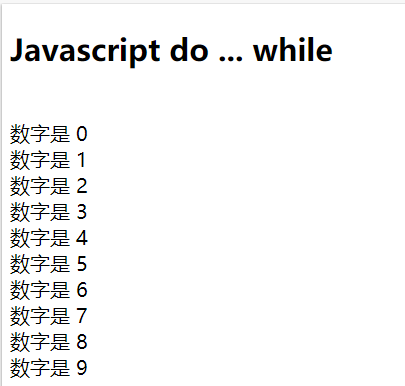 Javascript do ... while
数字是 0
数字是 1
数字是 2
数字是 3
数字是 4
数字是 5
数字是 6
数字是 7
数字是 8
数字是 9